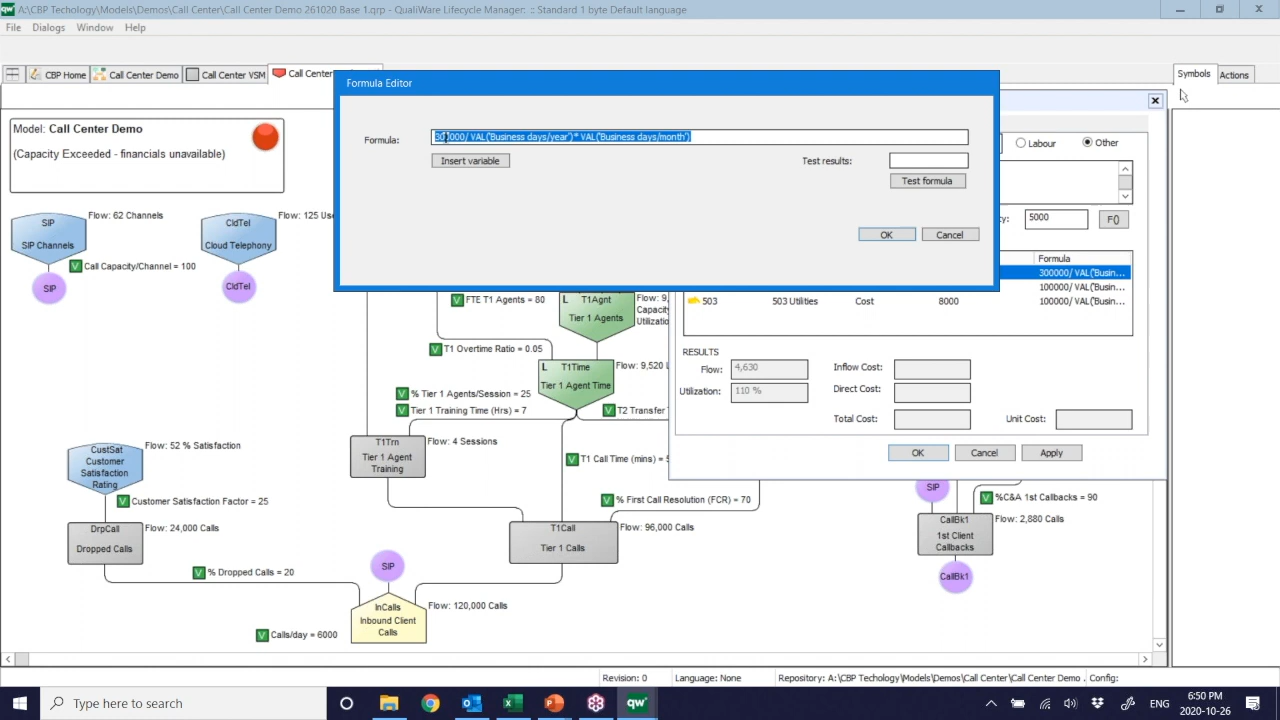 A:\CBP Techology\Models\Demos\Call Center\Call Center Demo 261020 Base 1.qrp - QualiWare Lifecycle Manager: :: Standard 1 byte Default language
File Dialogs Window Help
CBP Home
Call Center Demo
Call Center VSM
Call Center
Symbols
Actions
Formula Editor
Formula:
300000/ VAL('Business days/year')* VAL('Business days/month')
Insert variable
Test results:
Test formula
OK
Cancel
Model: Call Center Demo
(Capacity Exceeded - financials unavailable)
Labour
Other
5000
F()
Formula
300000/ VAL('Busin...
100000/ VAL('Busin...
503
503 Utilities
Cost
8000
100000/ VAL('Busin...
RESULTS
Flow:
4,630
Inflow Cost:
Utilization:
110 %
Direct Cost:
Total Cost:
Unit Cost:
OK
Cancel
Apply
SIP
SIP Channels
Flow: 62 Channels
Call Capacity/Channel = 100
SIP
CldTel
Cloud Telephony
CldTel
FTE T1 Agents = 80
L T1Agnt
Tier 1 Agents
T1 Overtime Ratio = 0.05
L T1Time
Tier 1 Agent Time
Flow: 9,520
% Tier 1 Agents/Session = 25
Tier 1 Training Time (Hrs) = 7
T2 Transfer
T1Trn
Tier 1 Agent
Training
Flow: 4 Sessions
T1 Call Time (mins) =
% First Call Resolution (FCR) = 70
CustSat
Customer
Satisfaction
Rating
Flow: 52 % Satisfaction
Customer Satisfaction Factor = 25
DrpCall
Dropped Calls
Flow: 24,000 Calls
T1Call
Tier 1 Calls
Flow: 96,000 Calls
SIP
%C&A 1st Callbacks = 90
CallBk1
1st Client
Callbacks
Flow: 2,880 Calls
CallBk1
% Dropped Calls = 20
SIP
InCalls
Inbound Client
Calls
Flow: 120,000 Calls
Calls/day = 6000
Revision: 0
Language: None
Repository: A:\CBP Techology\Models\Demos\Call Center\Call Center Demo
Config:
Type here to search
ENG
6:50 PM
2020-10-26